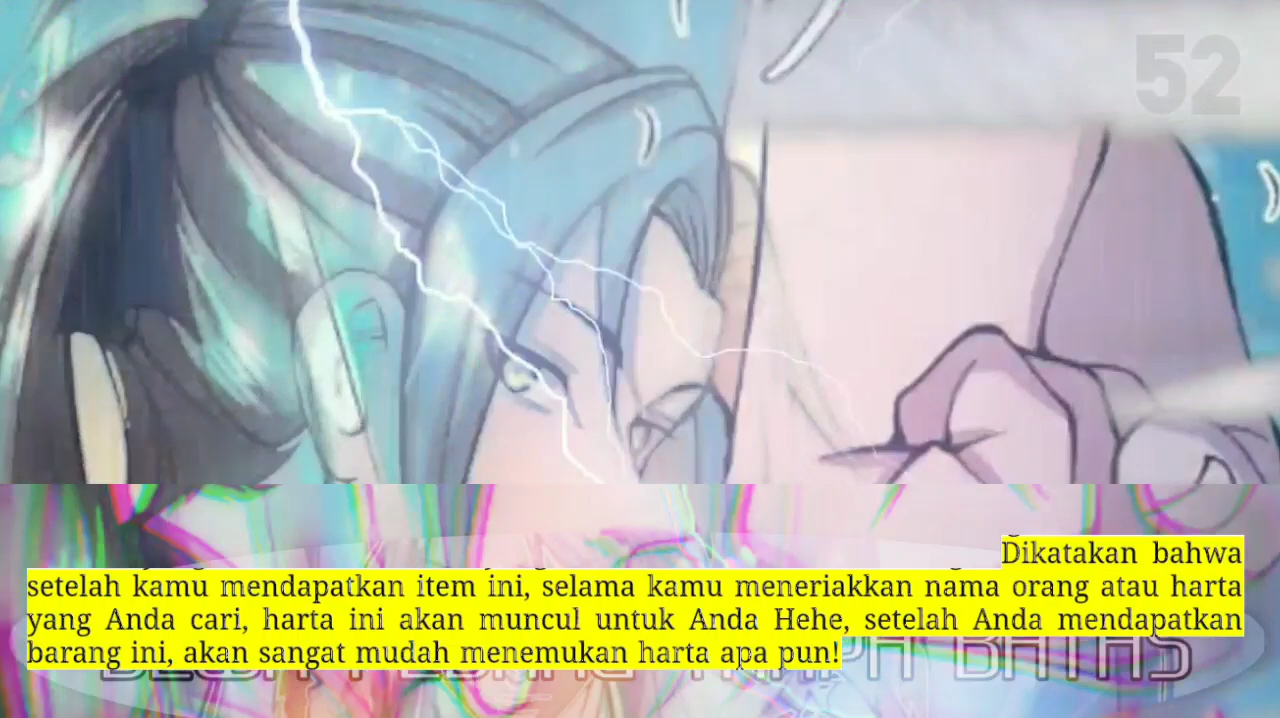 52
Dikatakan bahwa
setelah kamu mendapatkan item ini, selama kamu meneriakkan nama orang atau harta
yang Anda cari, harta ini akan muncul untuk Anda Hehe, setelah Anda mendapatkan
barang ini, akan sangat mudah menemukan harta apa pun!